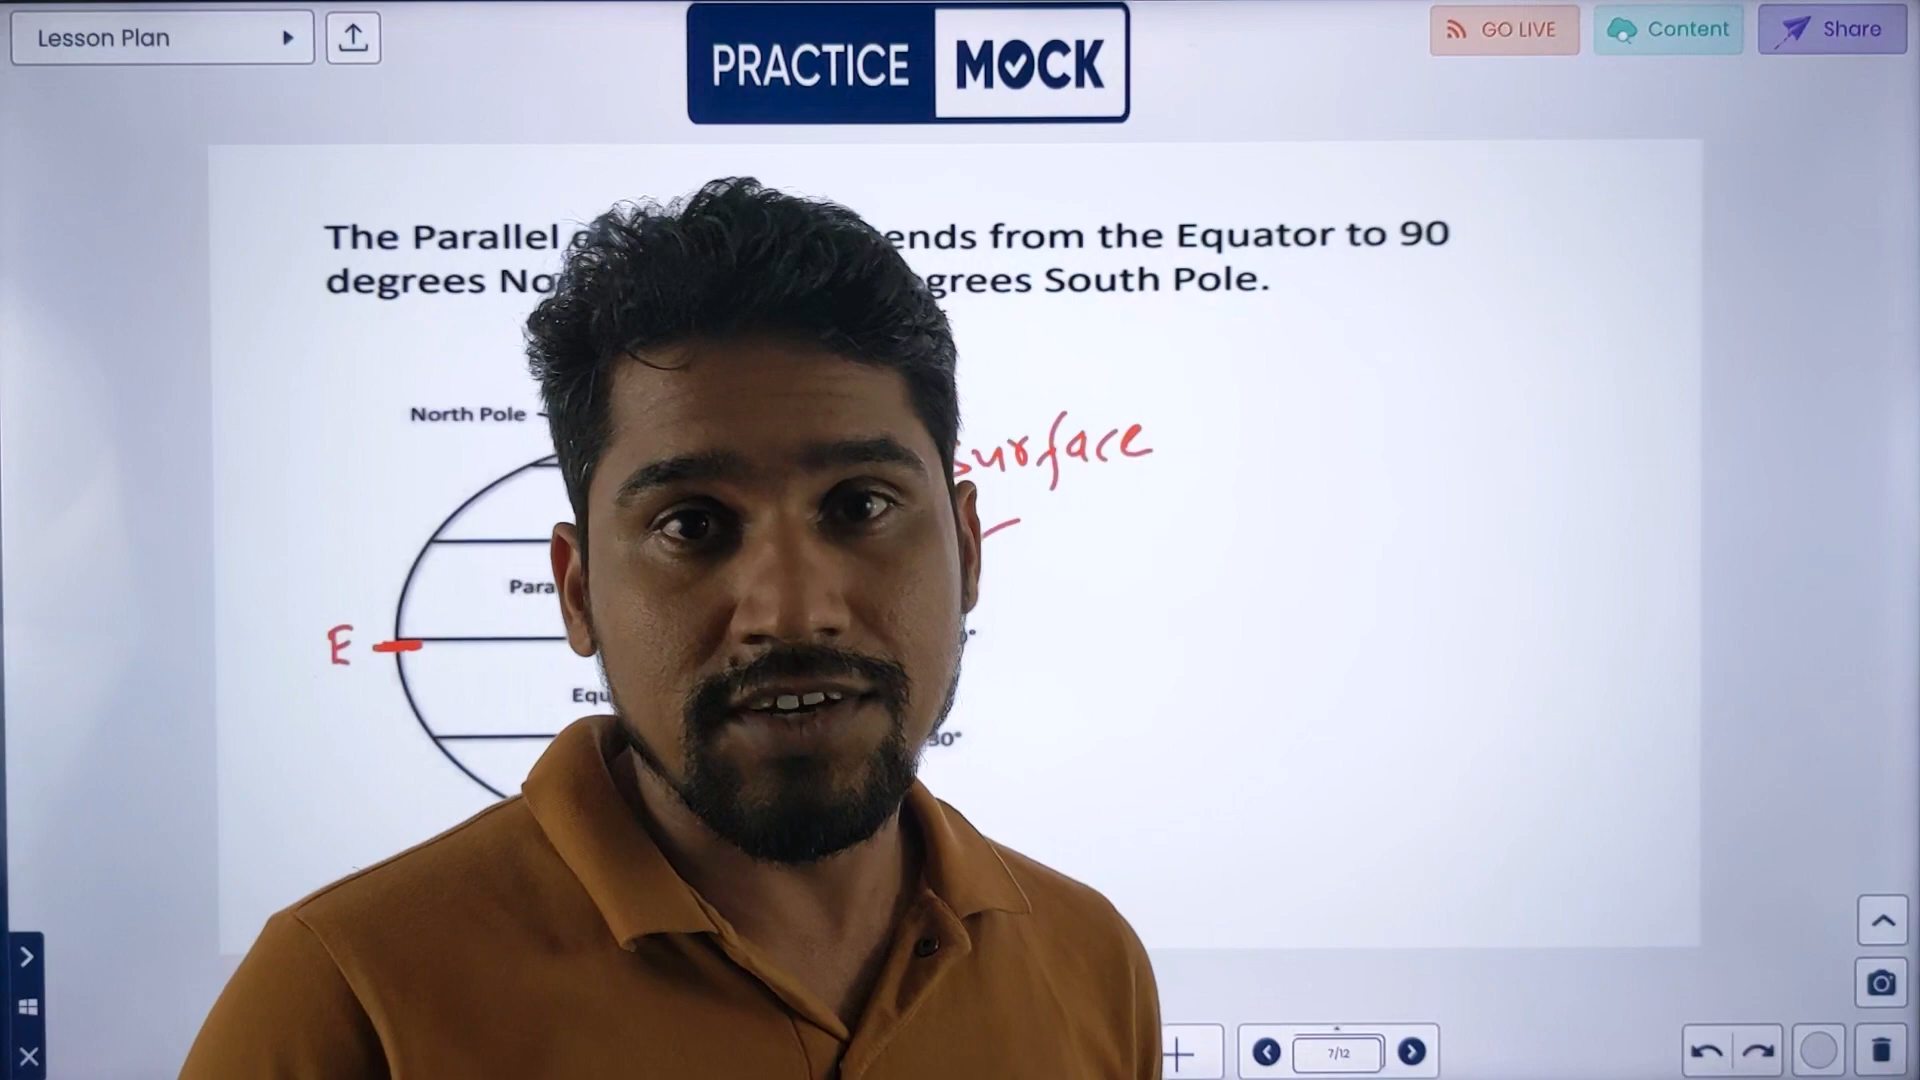 Lesson Plan
PRACTICE MOCK
GO LIVE
Content
Share
The Parallel ends from the Equator to 90
degrees No grees South Pole.
North Pole
surface
Para
E
Equ
30°
7/12